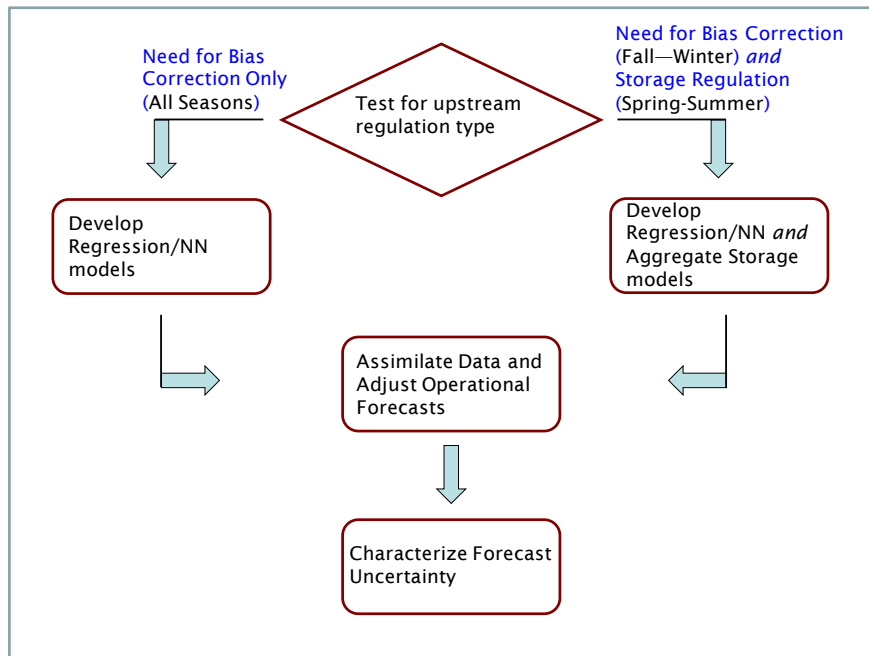 Need for Bias
Correction Only
(All Seasons)
Test for upstream
regulation type
Need for Bias Correction
(Fall—Winter) and
Storage Regulation
(Spring-Summer)
Develop
Regression/NN
models
Develop
Regression/NN and
Aggregate Storage
models
Assimilate Data and
Adjust Operational
Forecasts
Characterize Forecast
Uncertainty